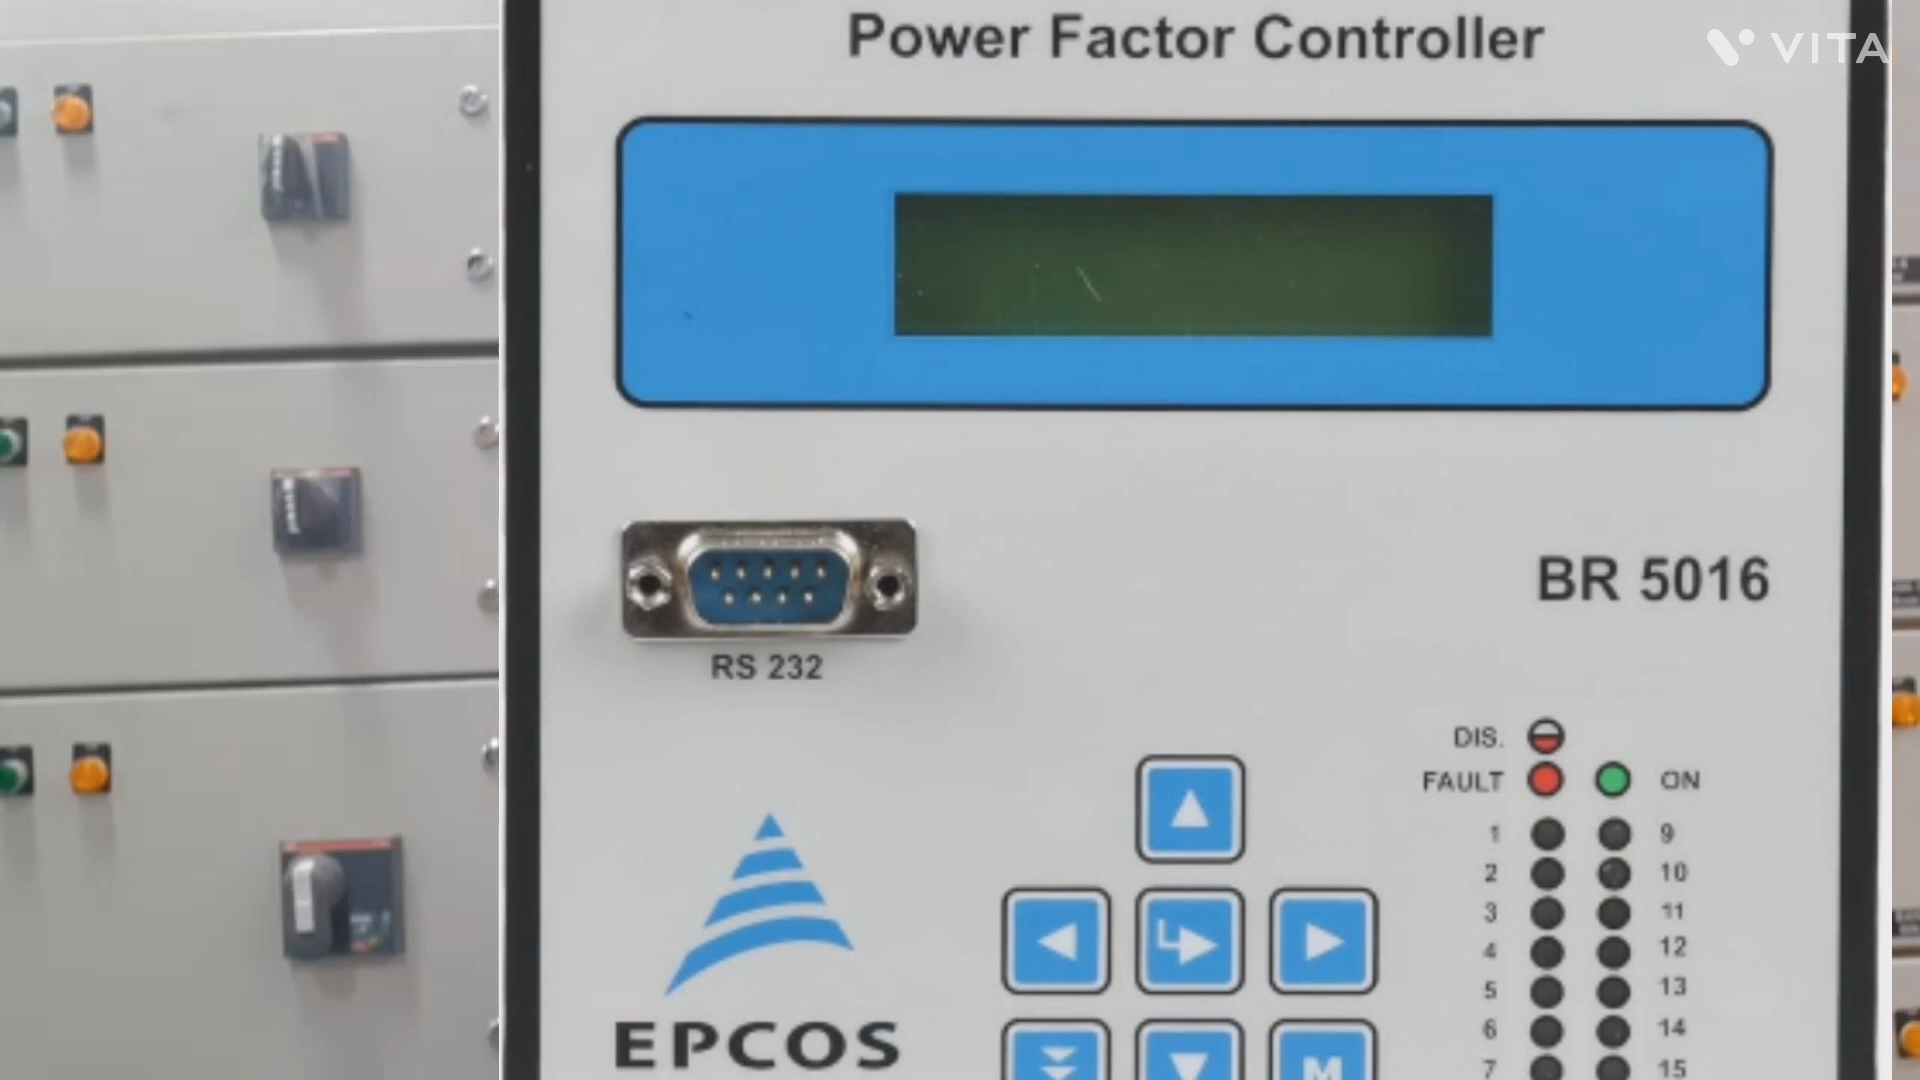 Power Factor Controller
VITA
BR 5016
RS 232
DIS.
FAULT ON
1 9
2 10
3 11
4 12
5 13
6 14
7 15
M
EPCOS